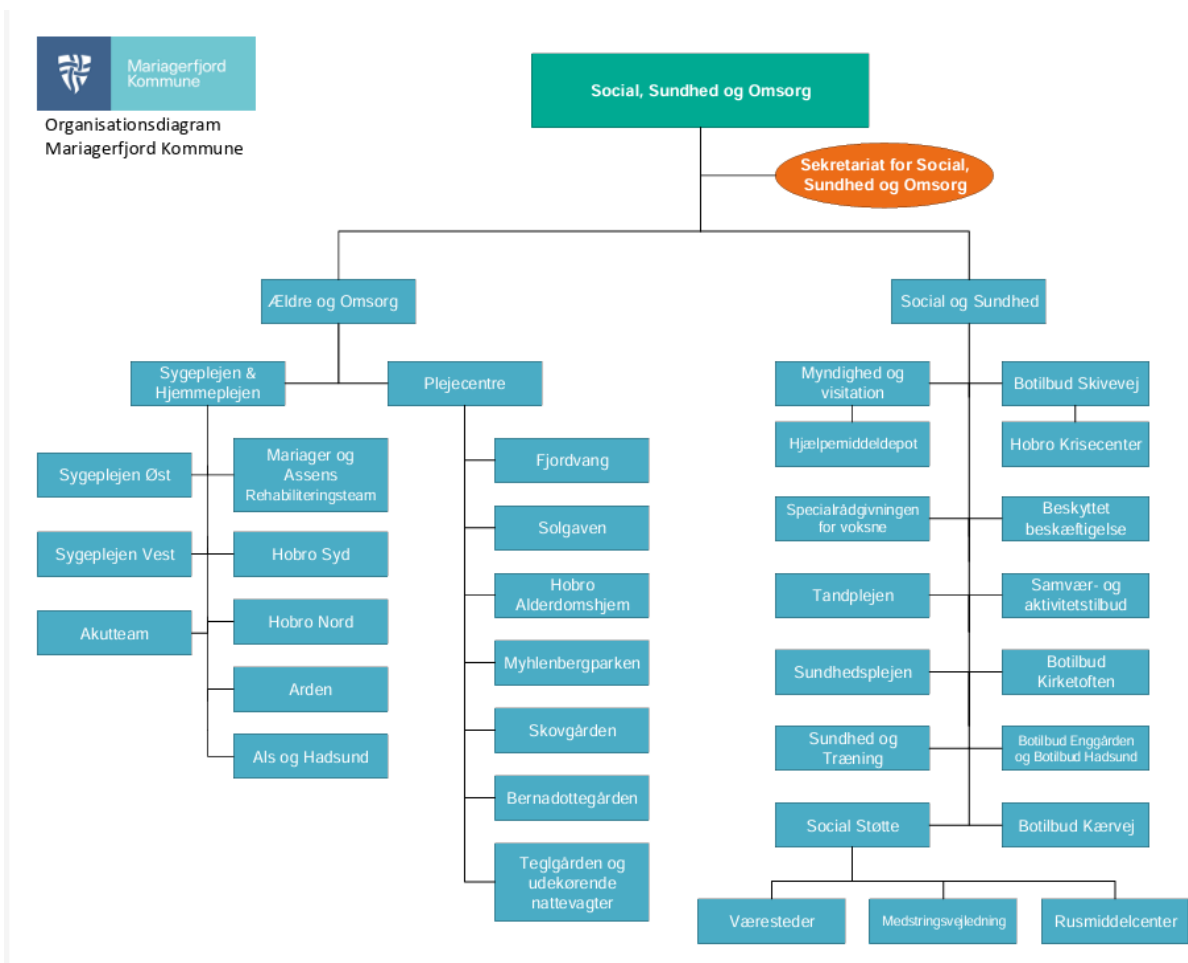 Mariagerfjord
Kommune
Organisationsdiagram
Mariagerfjord Kommune
Social, Sundhed og Omsorg
Sekretariat for Social,
Sundhed og Omsorg
Ældre og Omsorg
Social og Sundhed
Sygeplejen &
Hjemmeplejen
Plejecentre
Sygeplejen Øst
Sygeplejen Vest
Akutteam
Mariager og
Assens
Rehabiliteringsteam
Hobro Syd
Hobro Nord
Arden
Als og Hadsund
Fjordvang
Solgaven
Hobro
Alderdomshjem
Myhlenbergparken
Skovgården
Bernadottegården
Teglgården og
udekørende
nattevagter
Myndighed og
visitation
Hjælpemiddeldepot
Specialrådgivningen
for voksne
Tandplejen
Sundhedsplejen
Sundhed og
Træning
Social Støtte
Botilbud Skivevej
Hobro Krisecenter
Beskyttet
beskæftigelse
Samvær- og
aktivitetstilbud
Botilbud
Kirketoften
Botilbud Enggården
og Botilbud Hadsund
Botilbud Kærvej
Væresteder
Medstringsvejledning
Rusmiddelcenter